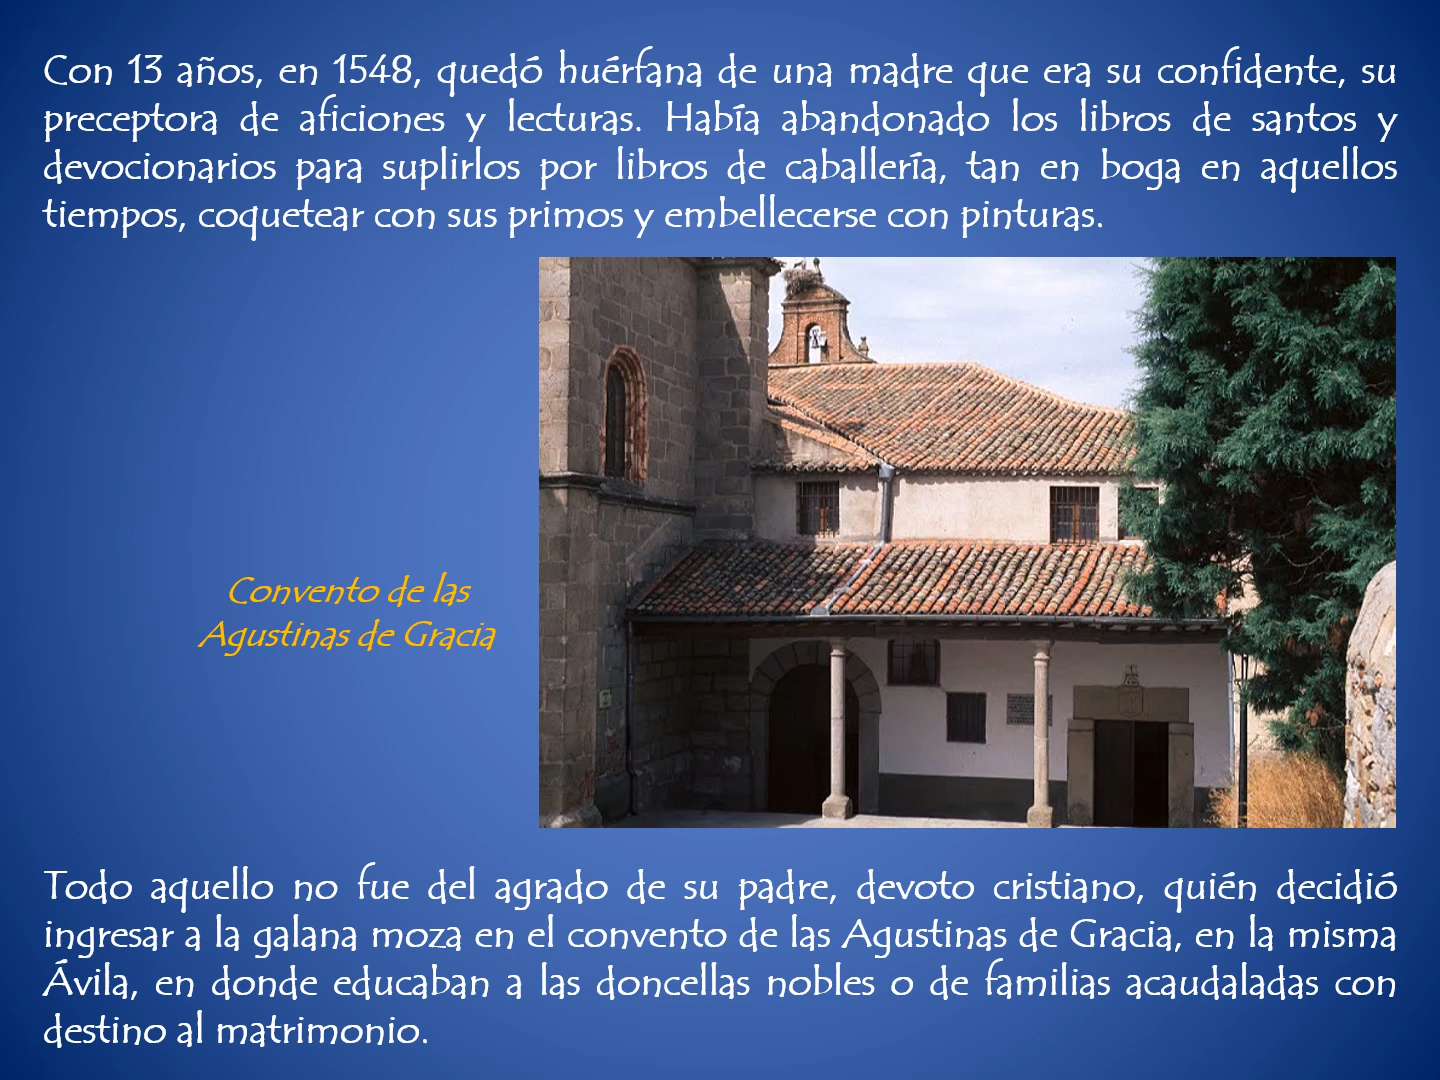 Con 13 años, en 1548, quedó huérfana de una madre que era su confidente, su
preceptora de aficiones y lecturas. Había abandonado los libros de santos y
devocionarios para suplirlos por libros de caballería, tan en boga en aquellos
tiempos, coquetear con sus primos y embellecerse con pinturas.
Convento de las
Agustinas de Gracia
Todo aquello no fue del agrado de su padre, devoto cristiano, quién decidió
ingresar a la galana moza en el convento de las Agustinas de Gracia, en la misma
Ávila, en donde educaban a las doncellas nobles o de familias acaudaladas con
destino al matrimonio.